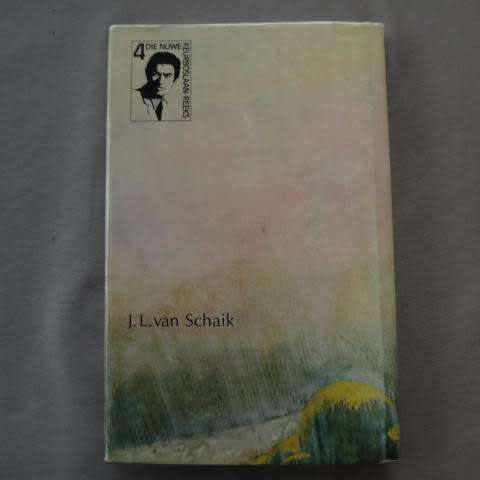 4 DIE NUWE
KEURBOSLAAN-REEKS
J.L.van Schaik